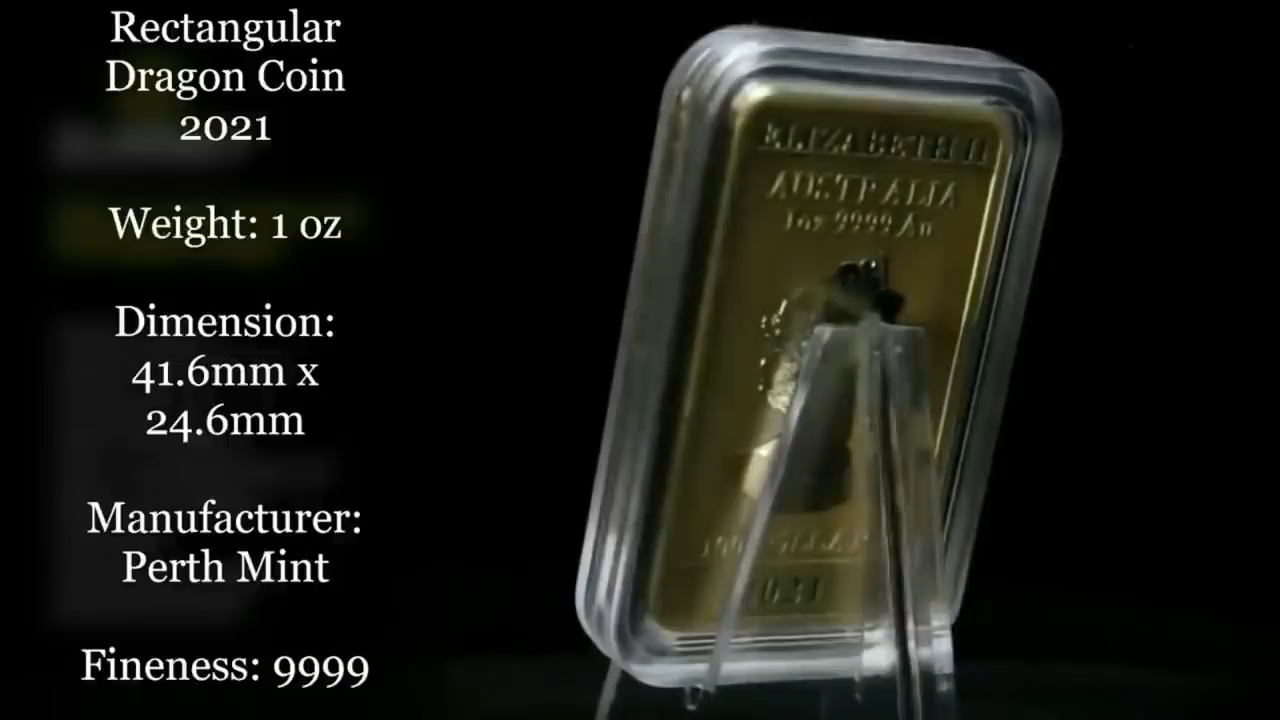 Rectangular
Dragon Coin
2021
Weight: 1 oz
Dimension:
41.6mm x
24.6mm
Manufacturer:
Perth Mint
Fineness: 9999
ELIZABETH II
AUSTRALIA
1oz 9999 Au